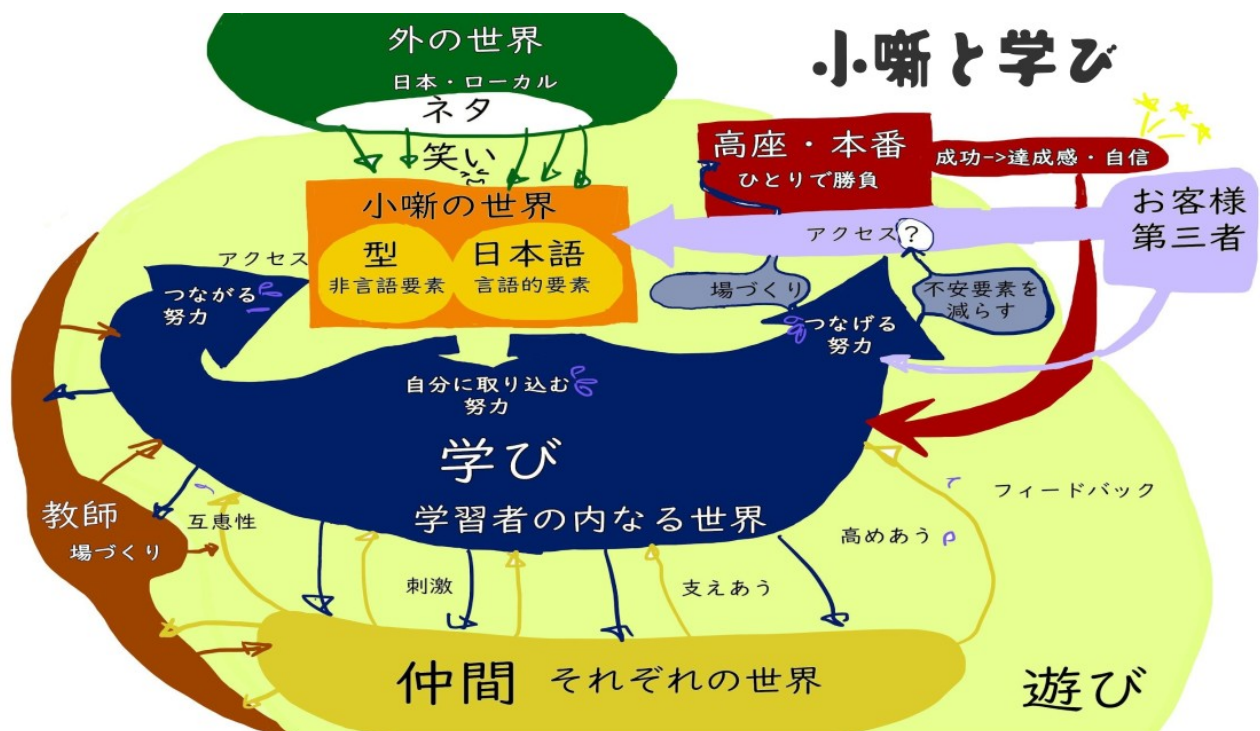 小噺と学び
外の世界
日本・ローカル
ネタ
笑い
高座・本番
ひとりで勝負
成功->達成感・自信
お客様
第三者
小噺の世界
型
非言語要素
日本語
言語的要素
アクセス
アクセス?
つながる
努力
場づくり
不安要素を
減らす
つなげる
努力
自分に取り込む
努力
学び
学習者の内なる世界
教師
場づくり
互恵性
刺激
支えあう
高めあう
フィードバック
仲間 それぞれの世界
遊び